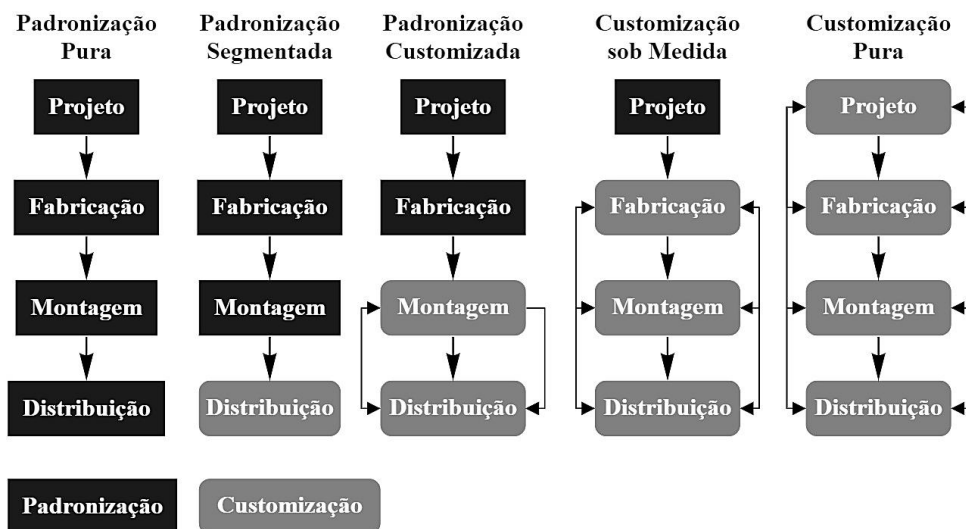 Padronização
Pura
Padronização
Segmentada
Padronização
Customizada
Customização
sob Medida
Customização
Pura
Projeto
Projeto
Projeto
Projeto
Projeto
Fabricação
Fabricação
Fabricação
Fabricação
Fabricação
Montagem
Montagem
Montagem
Montagem
Montagem
Distribuição
Distribuição
Distribuição
Distribuição
Distribuição
Padronização
Customização